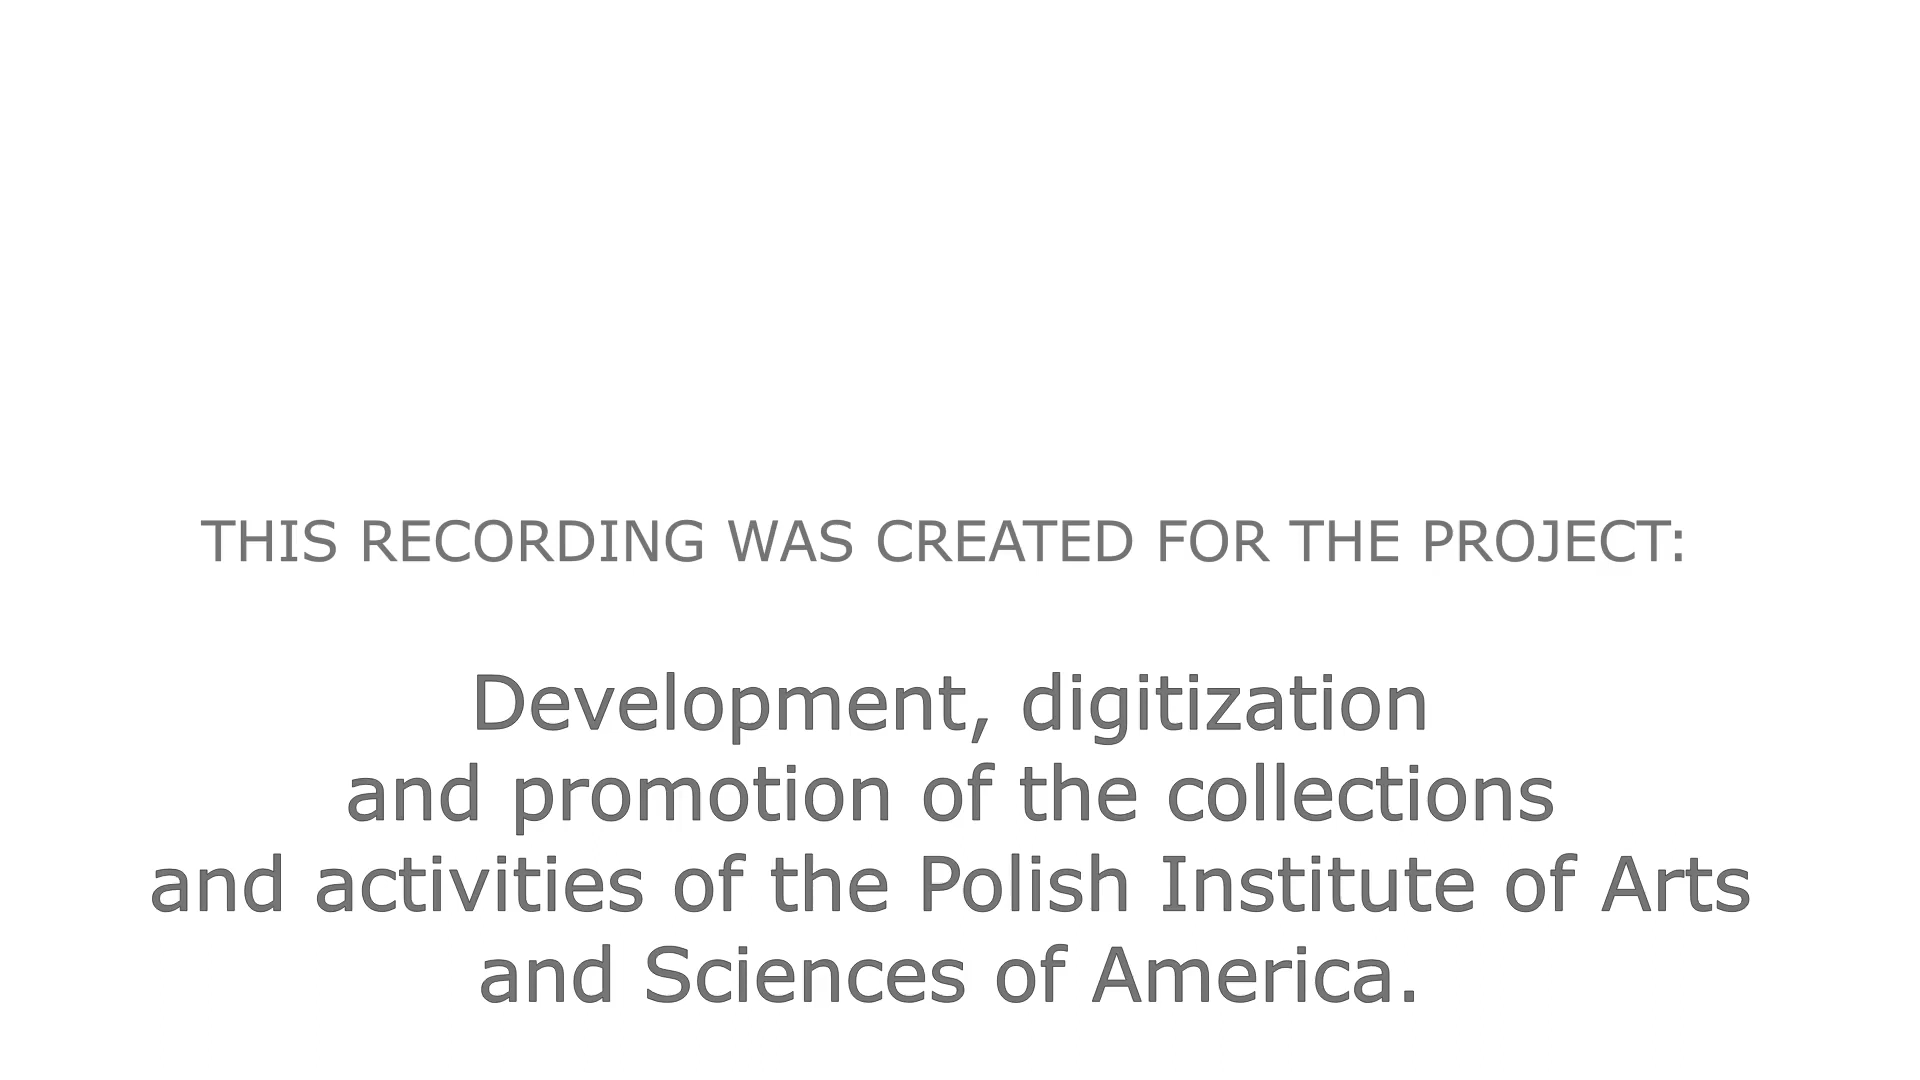 THIS RECORDING WAS CREATED FOR THE PROJECT:
Development, digitization
and promotion of the collections
and activities of the Polish Institute of Arts
and Sciences of America.